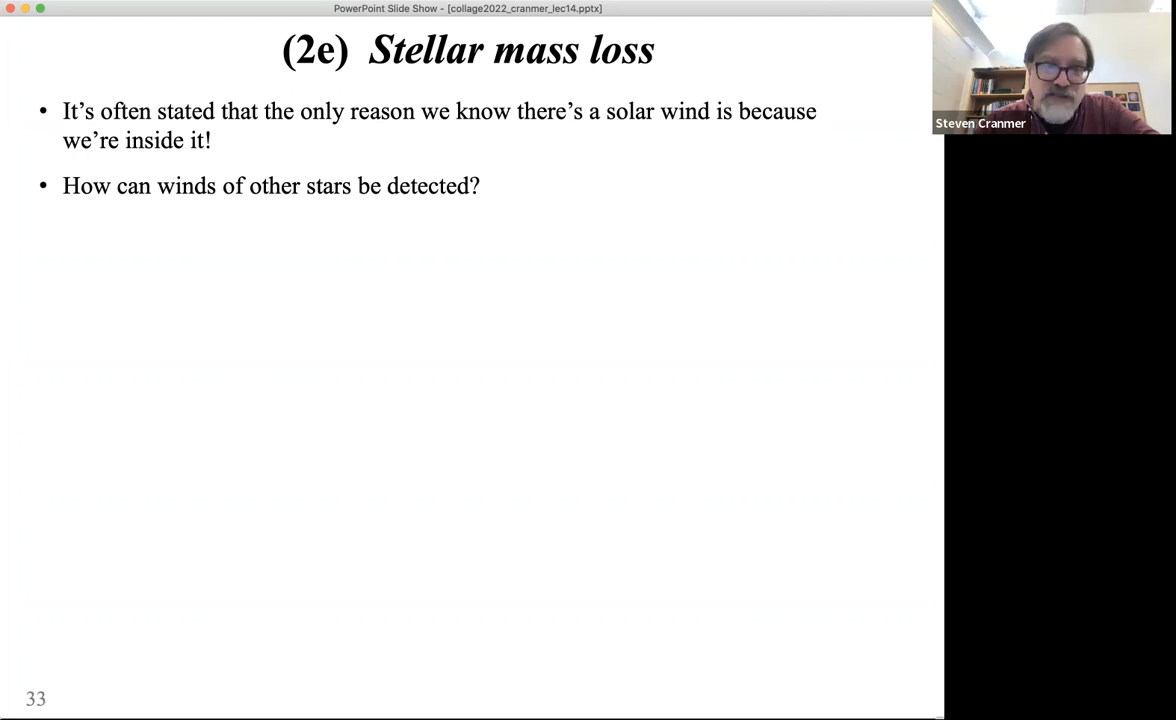 PowerPoint Slide Show - [collage2022_cranmer_lec14.pptx]
(2e) Stellar mass loss
• It’s often stated that the only reason we know there’s a solar wind is because
we’re inside it!
• How can winds of other stars be detected?
Steven Cranmer
33